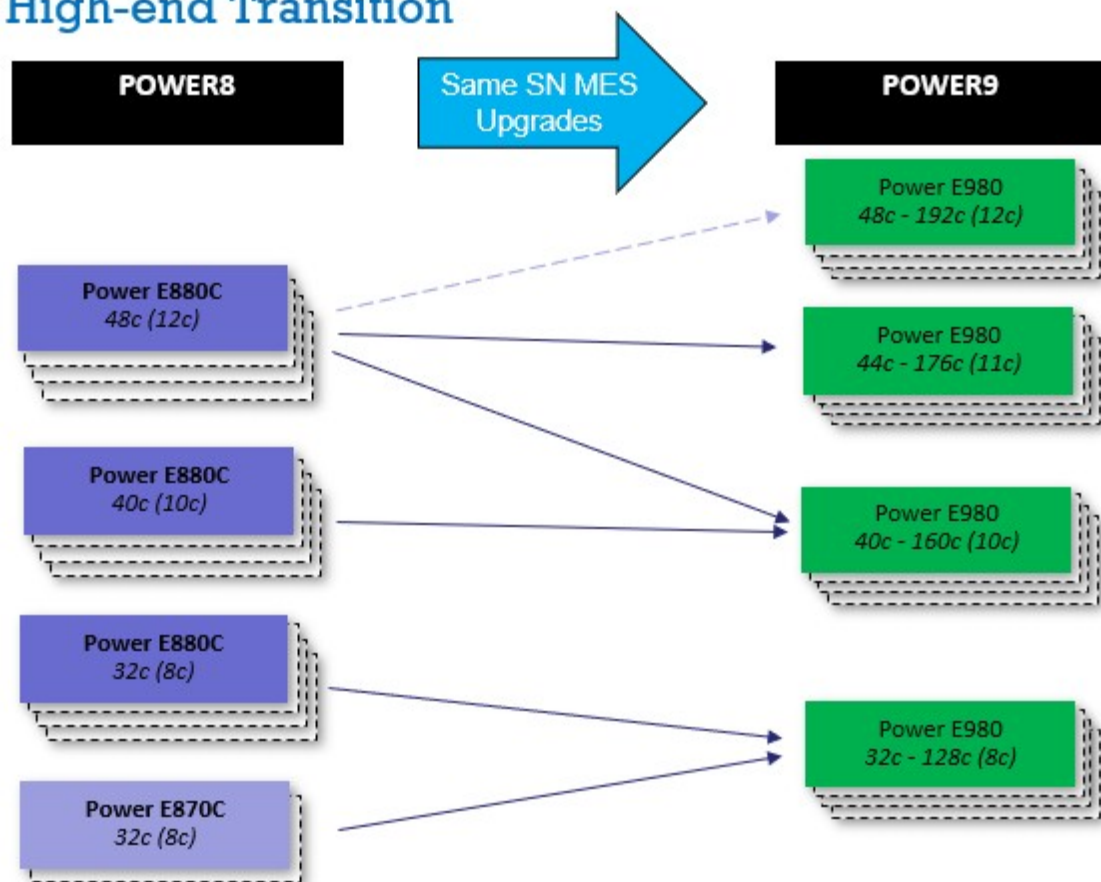 High-end Transition
POWER8
Same SN MES
Upgrades
POWER9
Power E880C
48c (12c)
Power E880C
40c (10c)
Power E880C
32c (8c)
Power E870C
32c (8c)
Power E980
48c - 192c (12c)
Power E980
44c - 176c (11c)
Power E980
40c - 160c (10c)
Power E980
32c - 128c (8c)